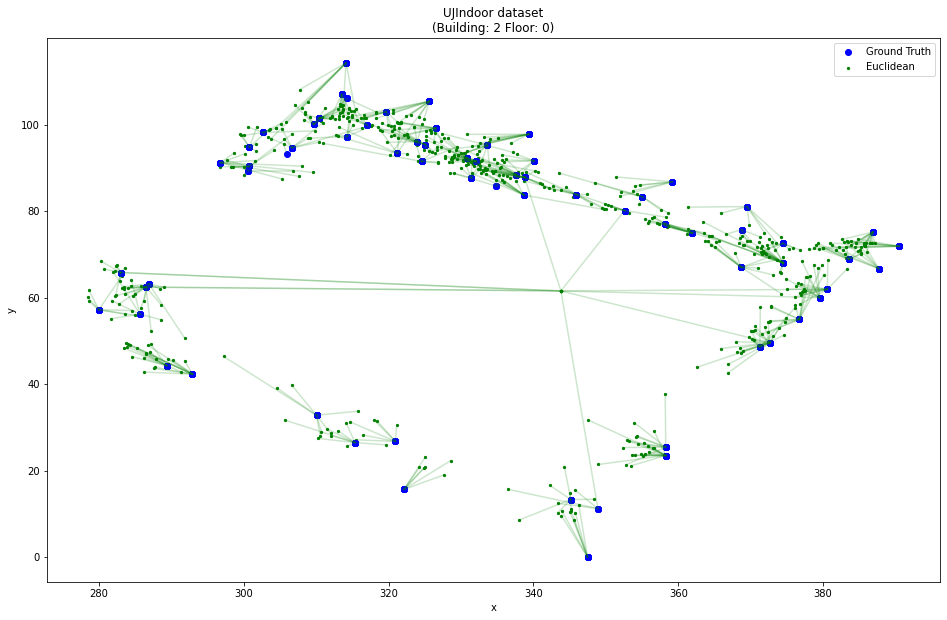 UJIndoor dataset
(Building: 2 Floor: 0)
Ground Truth
Euclidean
100
80
60
40
20
0
y
280 300 320 340 360 380
x